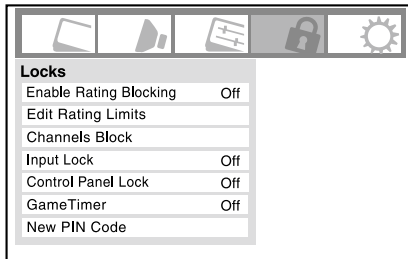 Locks
Enable Rating Blocking Off
Edit Rating Limits
Channels Block
Input Lock Off
Control Panel Lock Off
GameTimer Off
New PIN Code